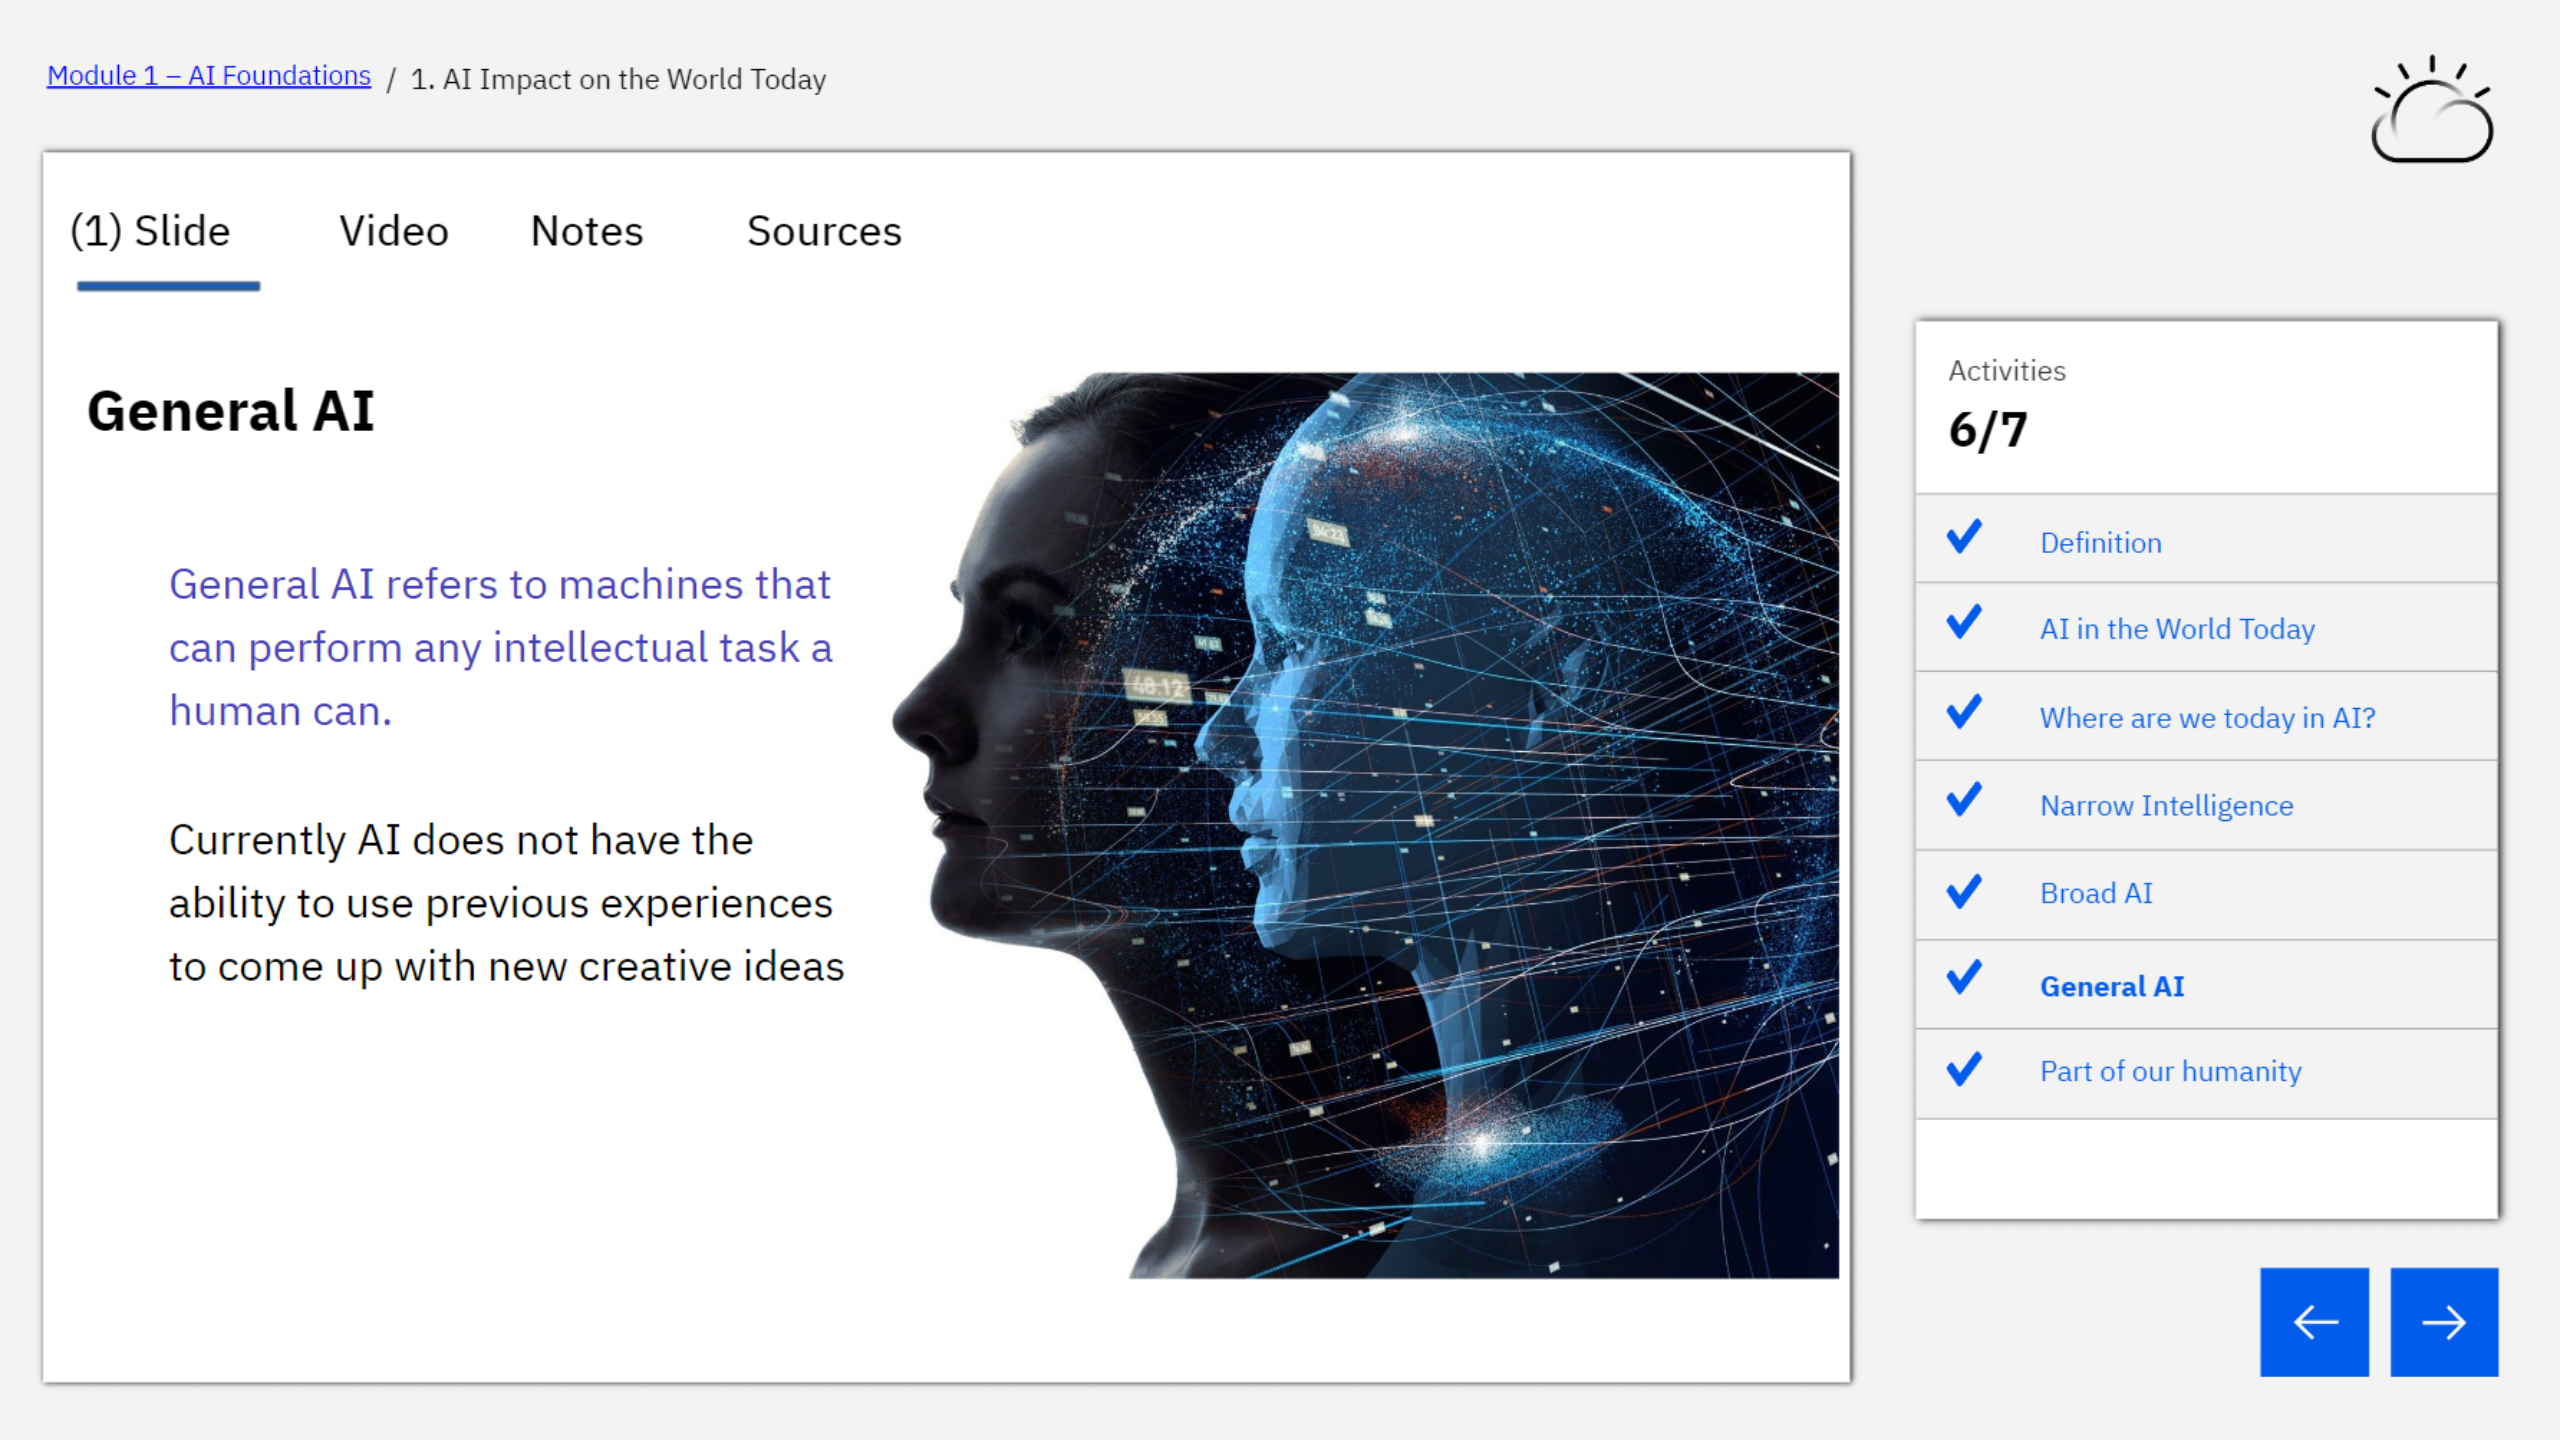 Module 1 – AI Foundations / 1. AI Impact on the World Today
(1) Slide Video Notes Sources
General AI
General AI refers to machines that
can perform any intellectual task a
human can.
Currently AI does not have the
ability to use previous experiences
to come up with new creative ideas
48.12
Activities
6/7
Definition
AI in the World Today
Where are we today in AI?
Narrow Intelligence
Broad AI
General AI
Part of our humanity